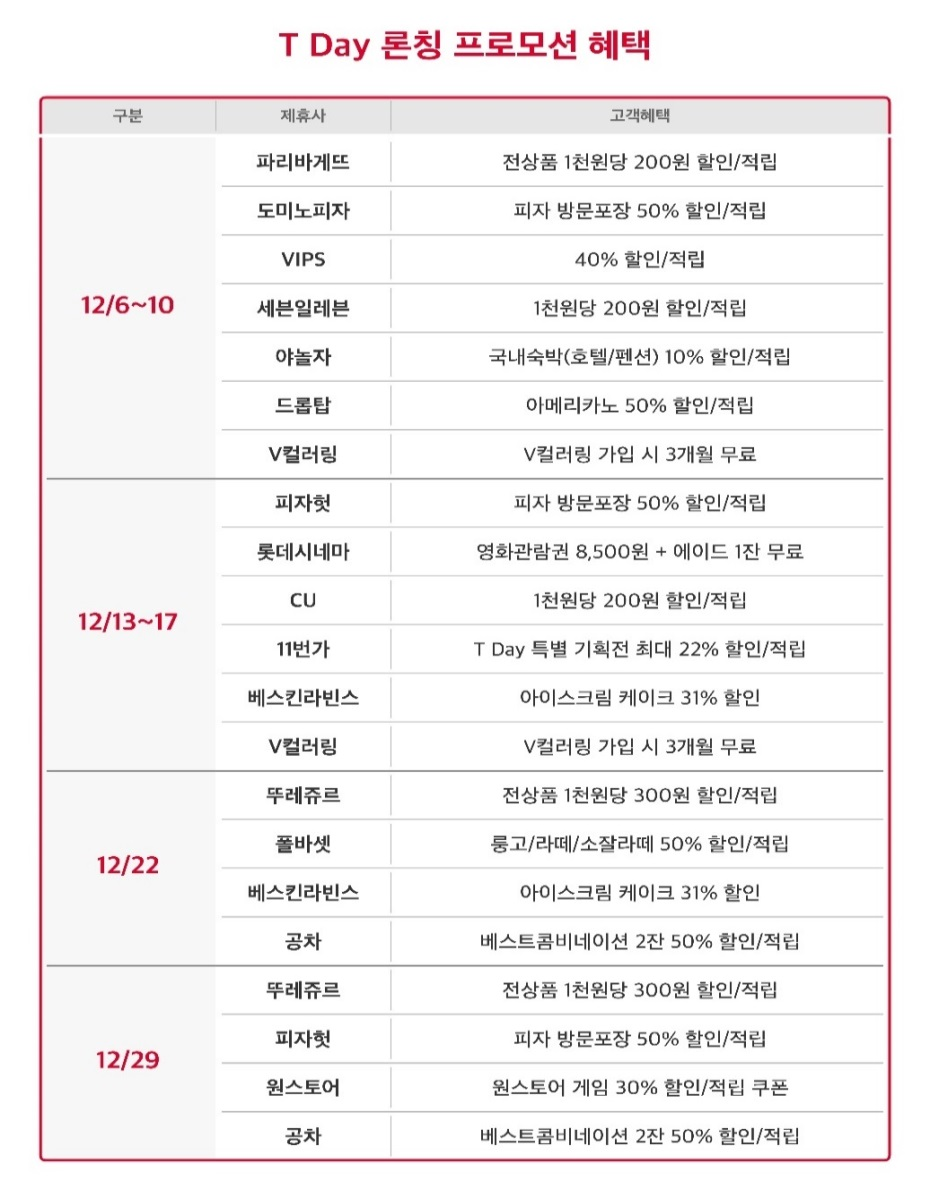 T Day 론칭 프로모션 혜택
구분 제휴사 고객혜택
12/6~10
파리바게뜨 전상품 1천원당 200원 할인/적립
도미노피자 피자 방문포장 50% 할인/적립
VIPS 40% 할인/적립
세븐일레븐 1천원당 200원 할인/적립
야놀자 국내숙박(호텔/펜션) 10% 할인/적립
드롭탑 아메리카노 50% 할인/적립
V컬러링 V컬러링 가입 시 3개월 무료
12/13~17
피자헛 피자 방문포장 50% 할인/적립
롯데시네마 영화관람권 8,500원 + 에이드 1잔 무료
CU 1천원당 200원 할인/적립
11번가 T Day 특별 기획전 최대 22% 할인/적립
베스킨라빈스 아이스크림 케이크 31% 할인
V컬러링 V컬러링 가입 시 3개월 무료
12/22
뚜레쥬르 전상품 1천원당 300원 할인/적립
폴바셋 룽고/라떼/소잘라떼 50% 할인/적립
베스킨라빈스 아이스크림 케이크 31% 할인
공차 베스트콤비네이션 2잔 50% 할인/적립
12/29
뚜레쥬르 전상품 1천원당 300원 할인/적립
피자헛 피자 방문포장 50% 할인/적립
원스토어 원스토어 게임 30% 할인/적립 쿠폰
공차 베스트콤비네이션 2잔 50% 할인/적립